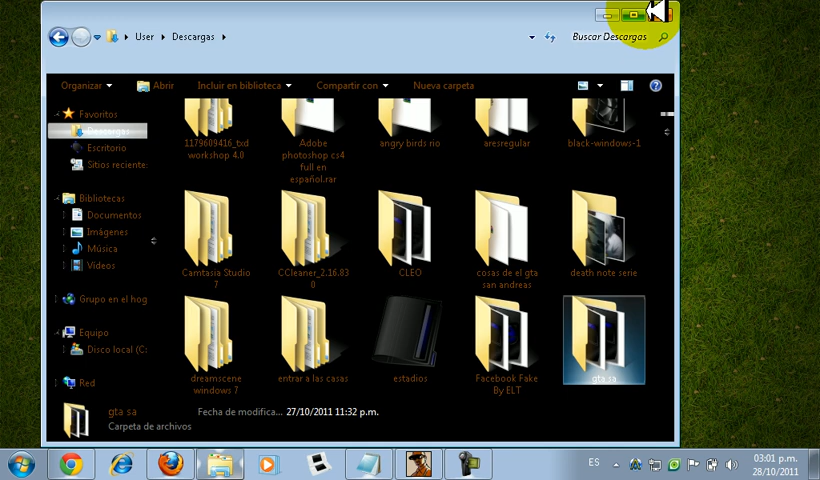 User
Descargas
Buscar Descargas
Organizar
Abrir
Incluir en biblioteca
Compartir con
Nueva carpeta
Favoritos
Descargas
Escritorio
Sitios reciente:
Bibliotecas
Documentos
Imágenes
Música
Vídeos
Grupo en el hog
Equipo
Disco local (C:
Red
1179609416_txd
workshop 4.0
Adobe
photoshop cs4
full en
español.rar
angry birds rio
aresregular
black-windows-1
Camtasia Studio
7
CCleaner_2.16.83
0
CLEO
cosas de el gta
san andreas
death note serie
dreamscene
windows 7
entrar a las casas
estadios
Facebook Fake
By ELT
gta sa
gta sa
Fecha de modifica... 27/10/2011 11:32 p.m.
Carpeta de archivos
ES
03:01 p.m.
28/10/2011